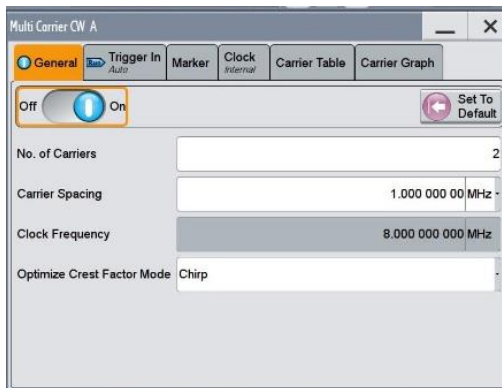 Multi Carrier CW A
General
Run Trigger In
Auto
Marker
Clock
Internal
Carrier Table
Carrier Graph
Off On
Set To
Default
No. of Carriers 2
Carrier Spacing 1.000 000 00 MHz
Clock Frequency 8.000 000 000 MHz
Optimize Crest Factor Mode Chirp